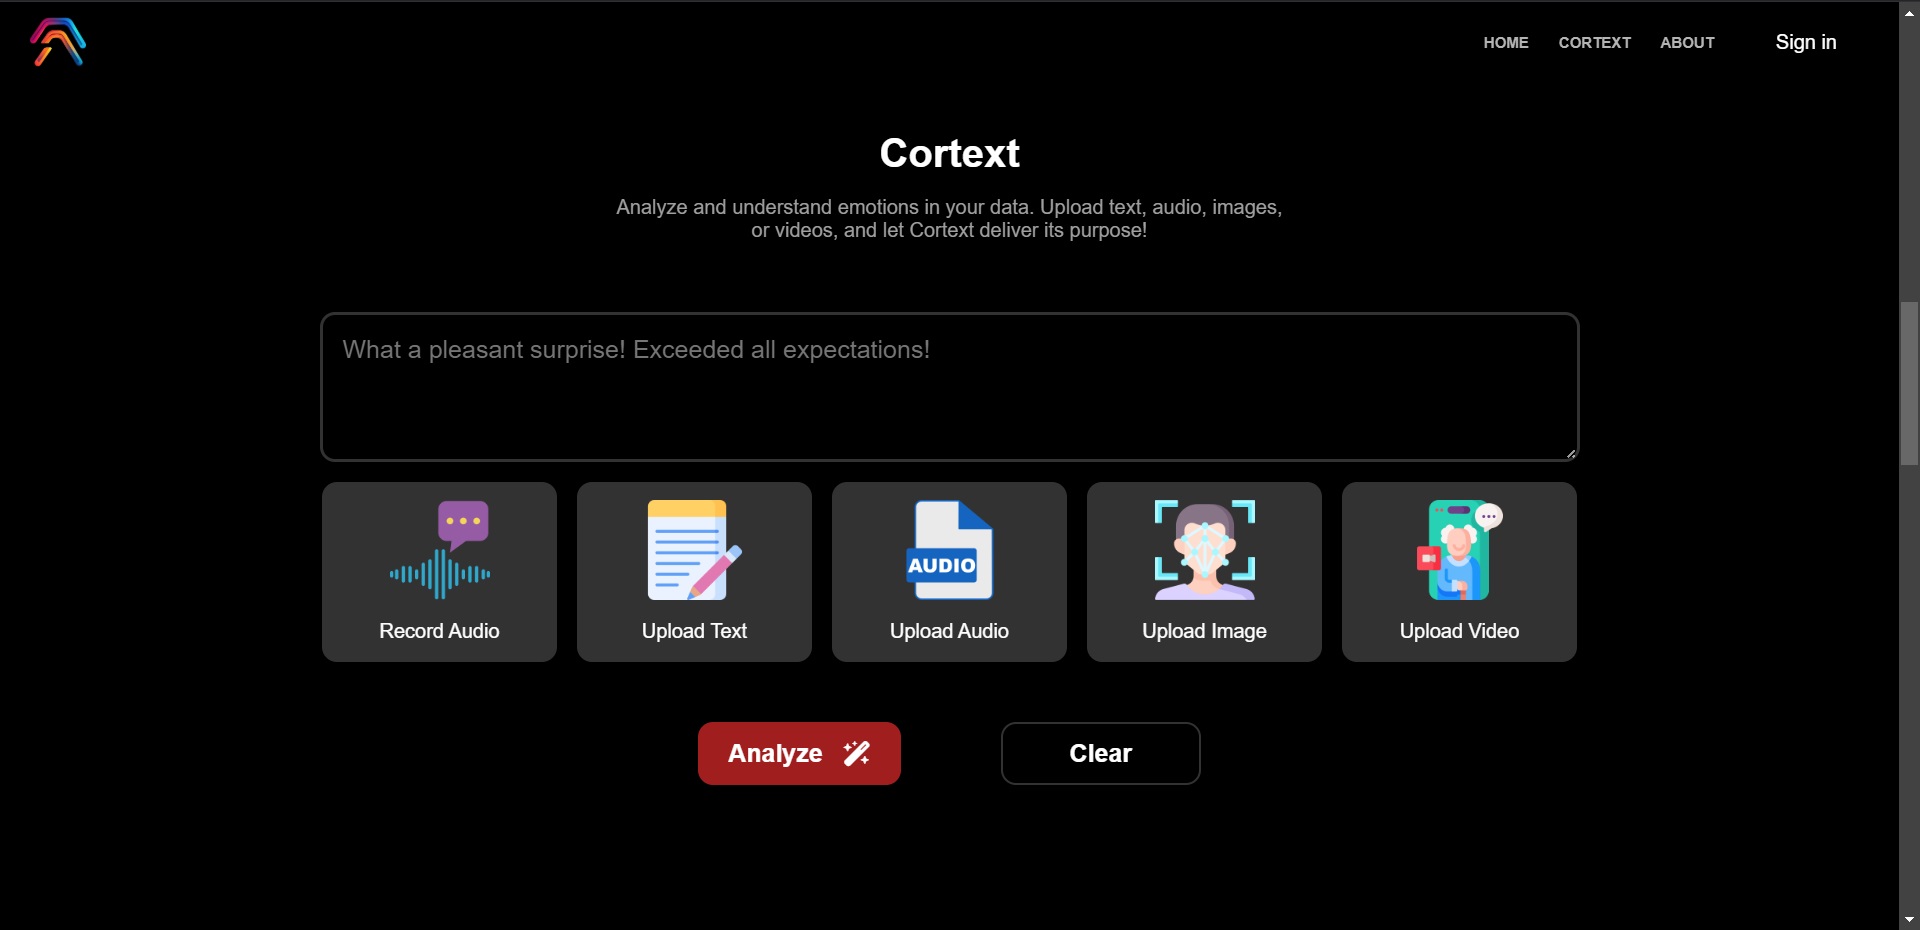 HOME CORTEXT ABOUT Sign in
Cortext
Analyze and understand emotions in your data. Upload text, audio, images,
or videos, and let Cortext deliver its purpose!
What a pleasant surprise! Exceeded all expectations!
AUDIO
Record Audio Upload Text Upload Audio Upload Image Upload Video
Analyze Clear